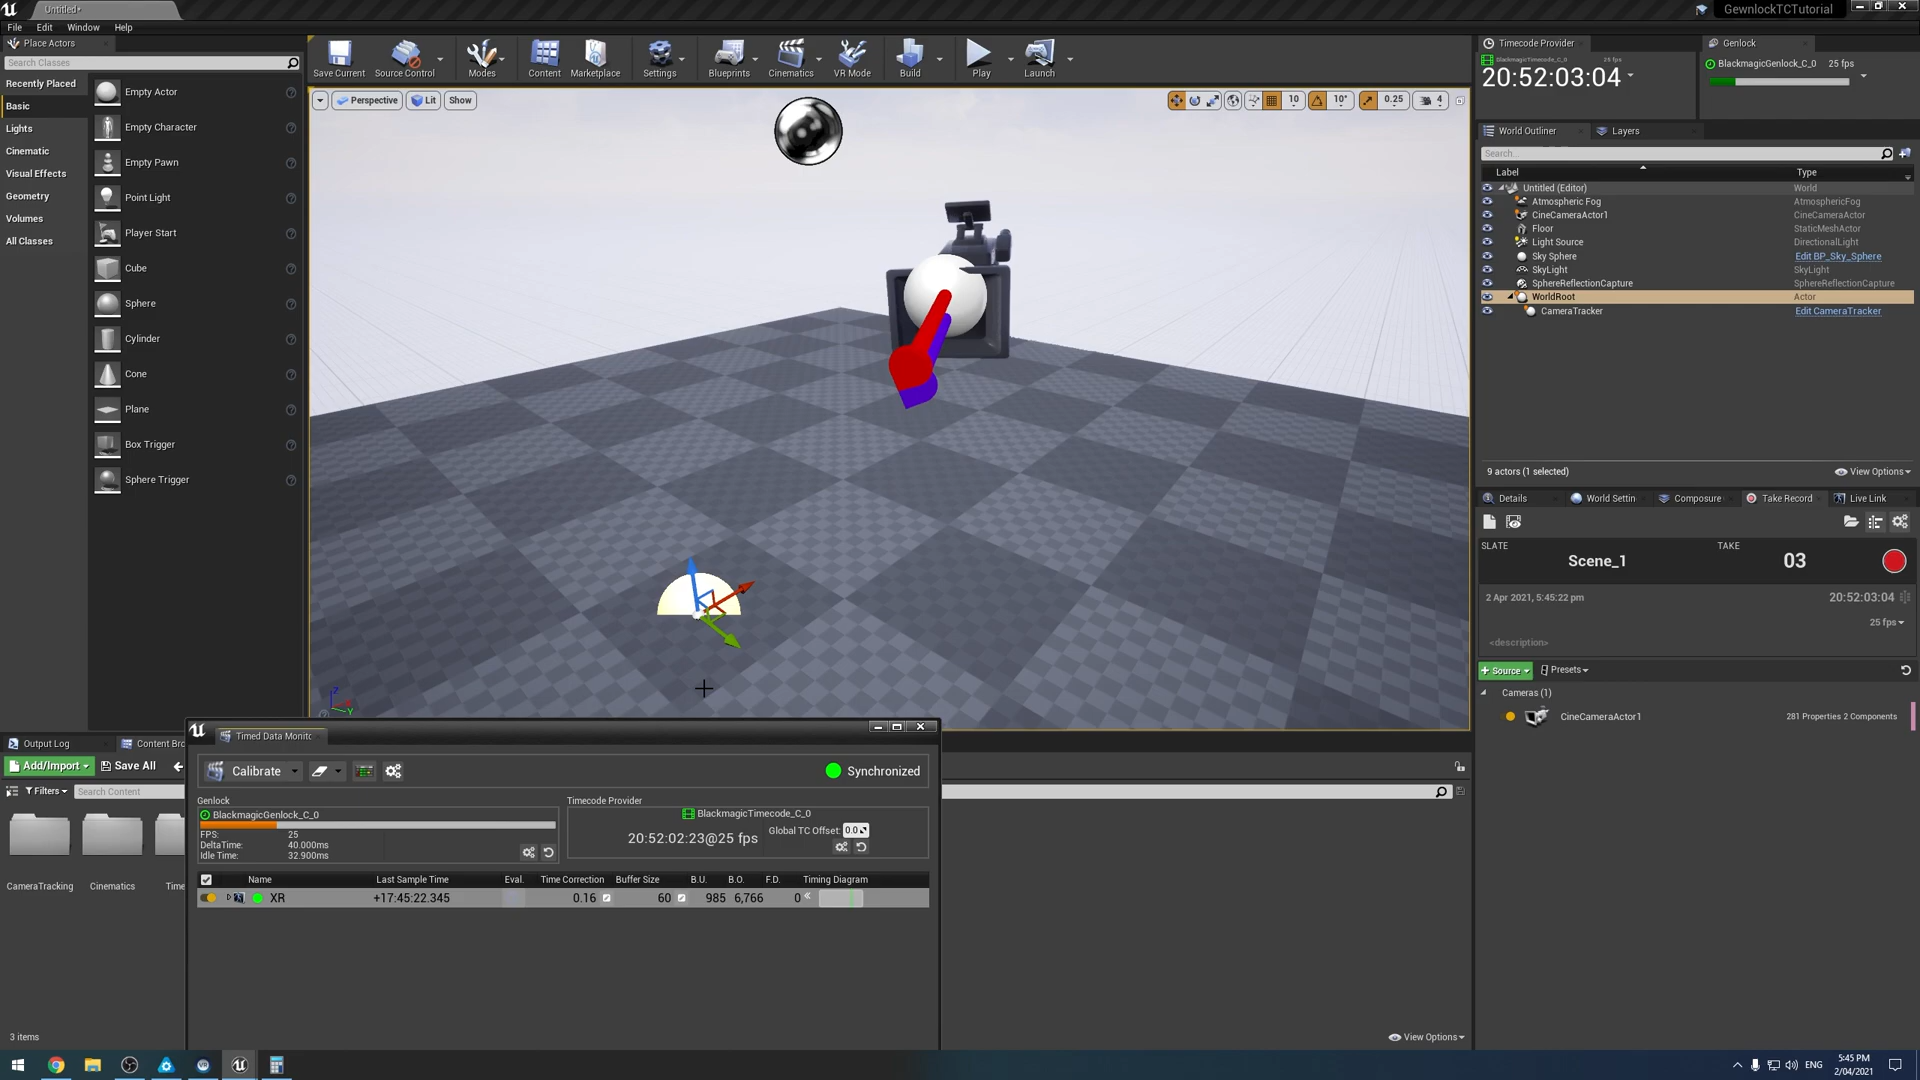 Untitled•
GewnlockTCTutorial
File Edit Window Help
Place Actors
Search Classes
Recently Placed
Basic
Lights
Cinematic
Visual Effects
Geometry
Volumes
All Classes
Empty Actor
Empty Character
Empty Pawn
Point Light
Player Start
Cube
Sphere
Cylinder
Cone
Plane
Box Trigger
Sphere Trigger
Save Current Source Control Modes Content Marketplace Settings Blueprints Cinematics VR Mode Build Play Launch
Perspective Lit Show
10 10° 0.25 4
Timecode Provider
BlackmagicTimecode_C_0 25 fps
20:52:03:04
Genlock
BlackmagicGenlock_C_0 25 fps
World Outliner Layers
Search...
Label Type
Untitled (Editor) World
Atmospheric Fog AtmosphericFog
CineCameraActor1 CineCameraActor
Floor StaticMeshActor
Light Source DirectionalLight
Sky Sphere Edit BP_Sky_Sphere
SkyLight SkyLight
SphereReflectionCapture SphereReflectionCapture
WorldRoot Actor
CameraTracker Edit CameraTracker
9 actors (1 selected) View Options
Details World Settin Composure Take Record Live Link
SLATE TAKE
Scene_1 03
2 Apr 2021, 5:45:22 pm 20:52:03:04
25 fps
<description>
+ Source Presets
Cameras (1)
CineCameraActor1 281 Properties 2 Components
Z
Y
Output Log Content Bro
Add/Import Save All
Filters Search Content
CameraTracking Cinematics Time
3 items
View Options
Timed Data Monitc
Calibrate Synchronized
Genlock
BlackmagicGenlock_C_0
FPS: 25
DeltaTime: 40.000ms
Idle Time: 32.900ms
Timecode Provider
BlackmagicTimecode_C_0
20:52:02:23@25 fps Global TC Offset: 0.0
Name Last Sample Time Eval. Time Correction Buffer Size B.U. B.O. F.D. Timing Diagram
XR +17:45:22.345 0.16 60 985 6,766 0
ENG
5:45 PM
2/04/2021